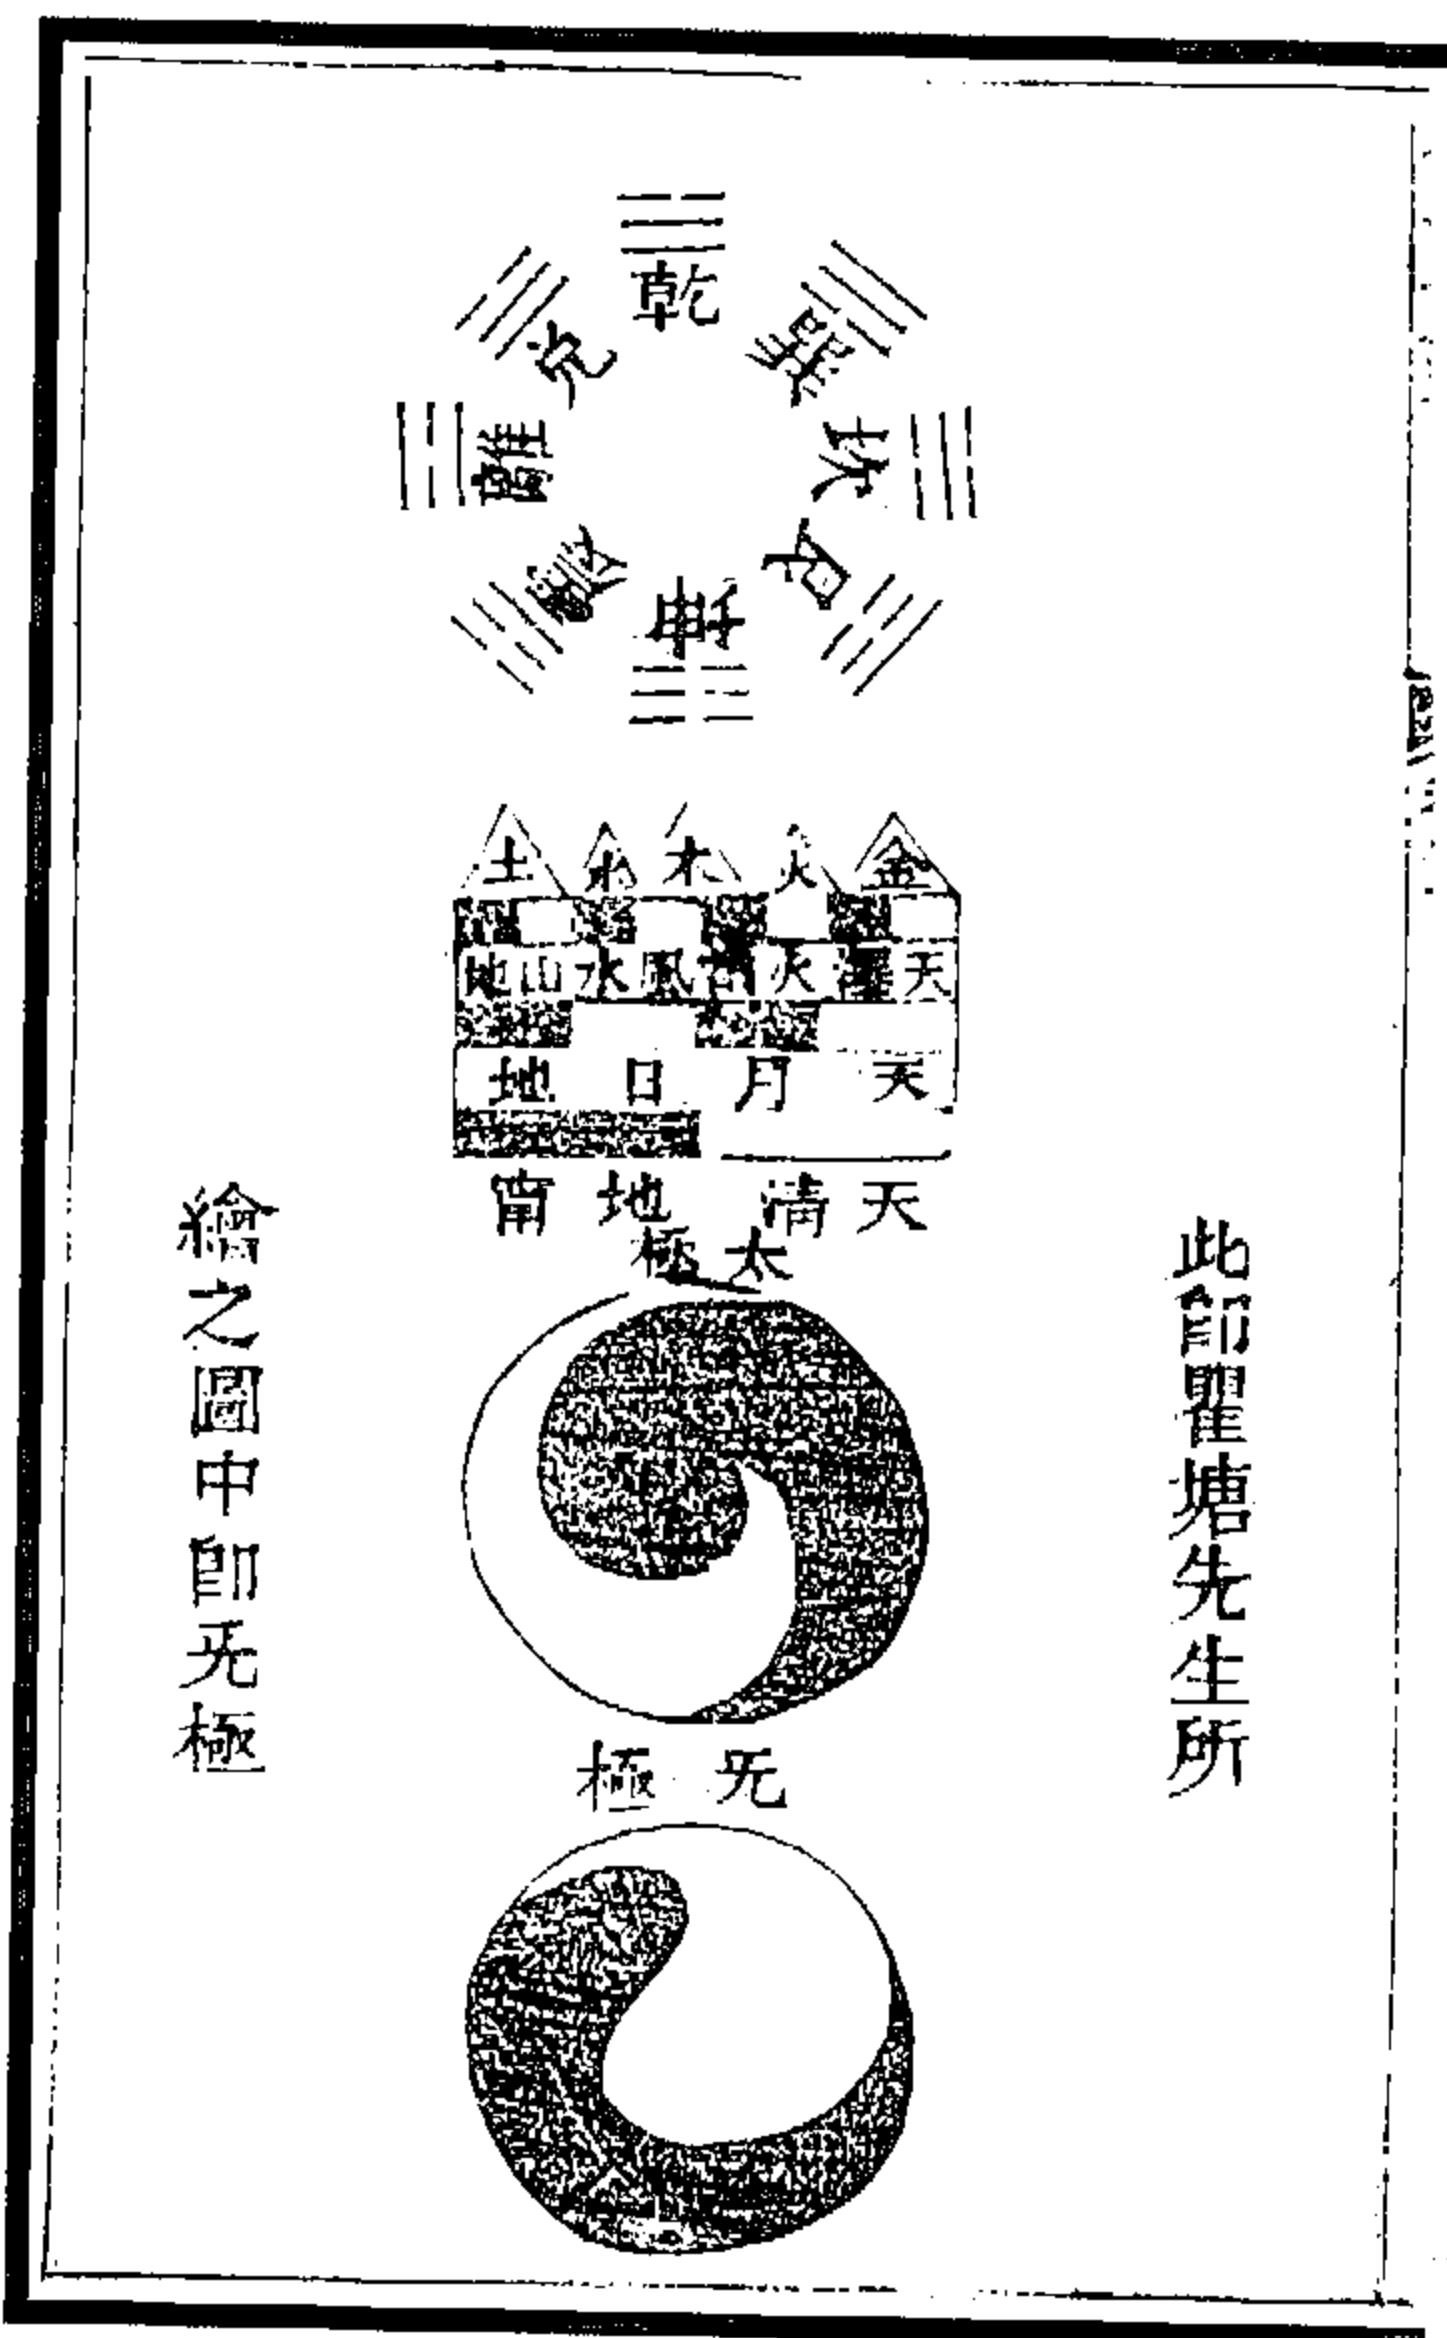 此即瞿塘先生所
乾
兌 巽
離 坎
震 艮
坤
金火木水土
天澤火雷風水山地
天月日地
天清地甯
太極
无極
繪之圖中即无極